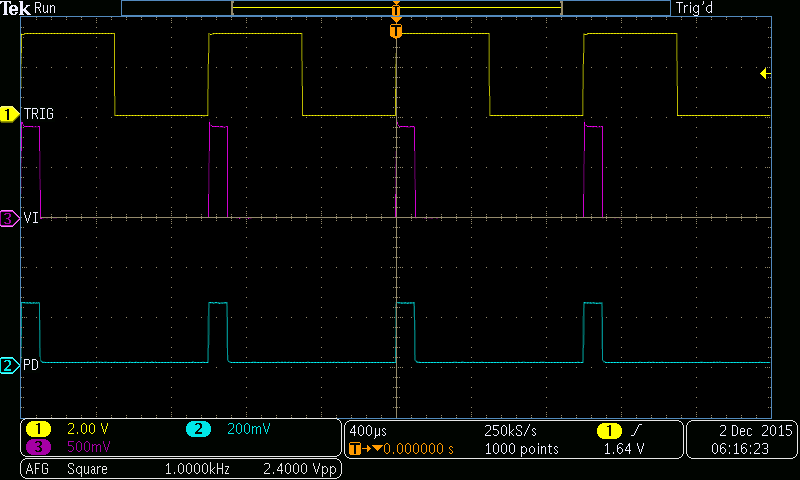 Tek Run Trig'd
T
T
1 TRIG
3 VI
2 PD
1 2.00 V 2 200mV
3 500mV
400µs 250kS/s 1
T 0.000000 s 1000 points 1.64 V
2 Dec 2015
06:16:23
AFG Square 1.0000kHz 2.4000 Vpp